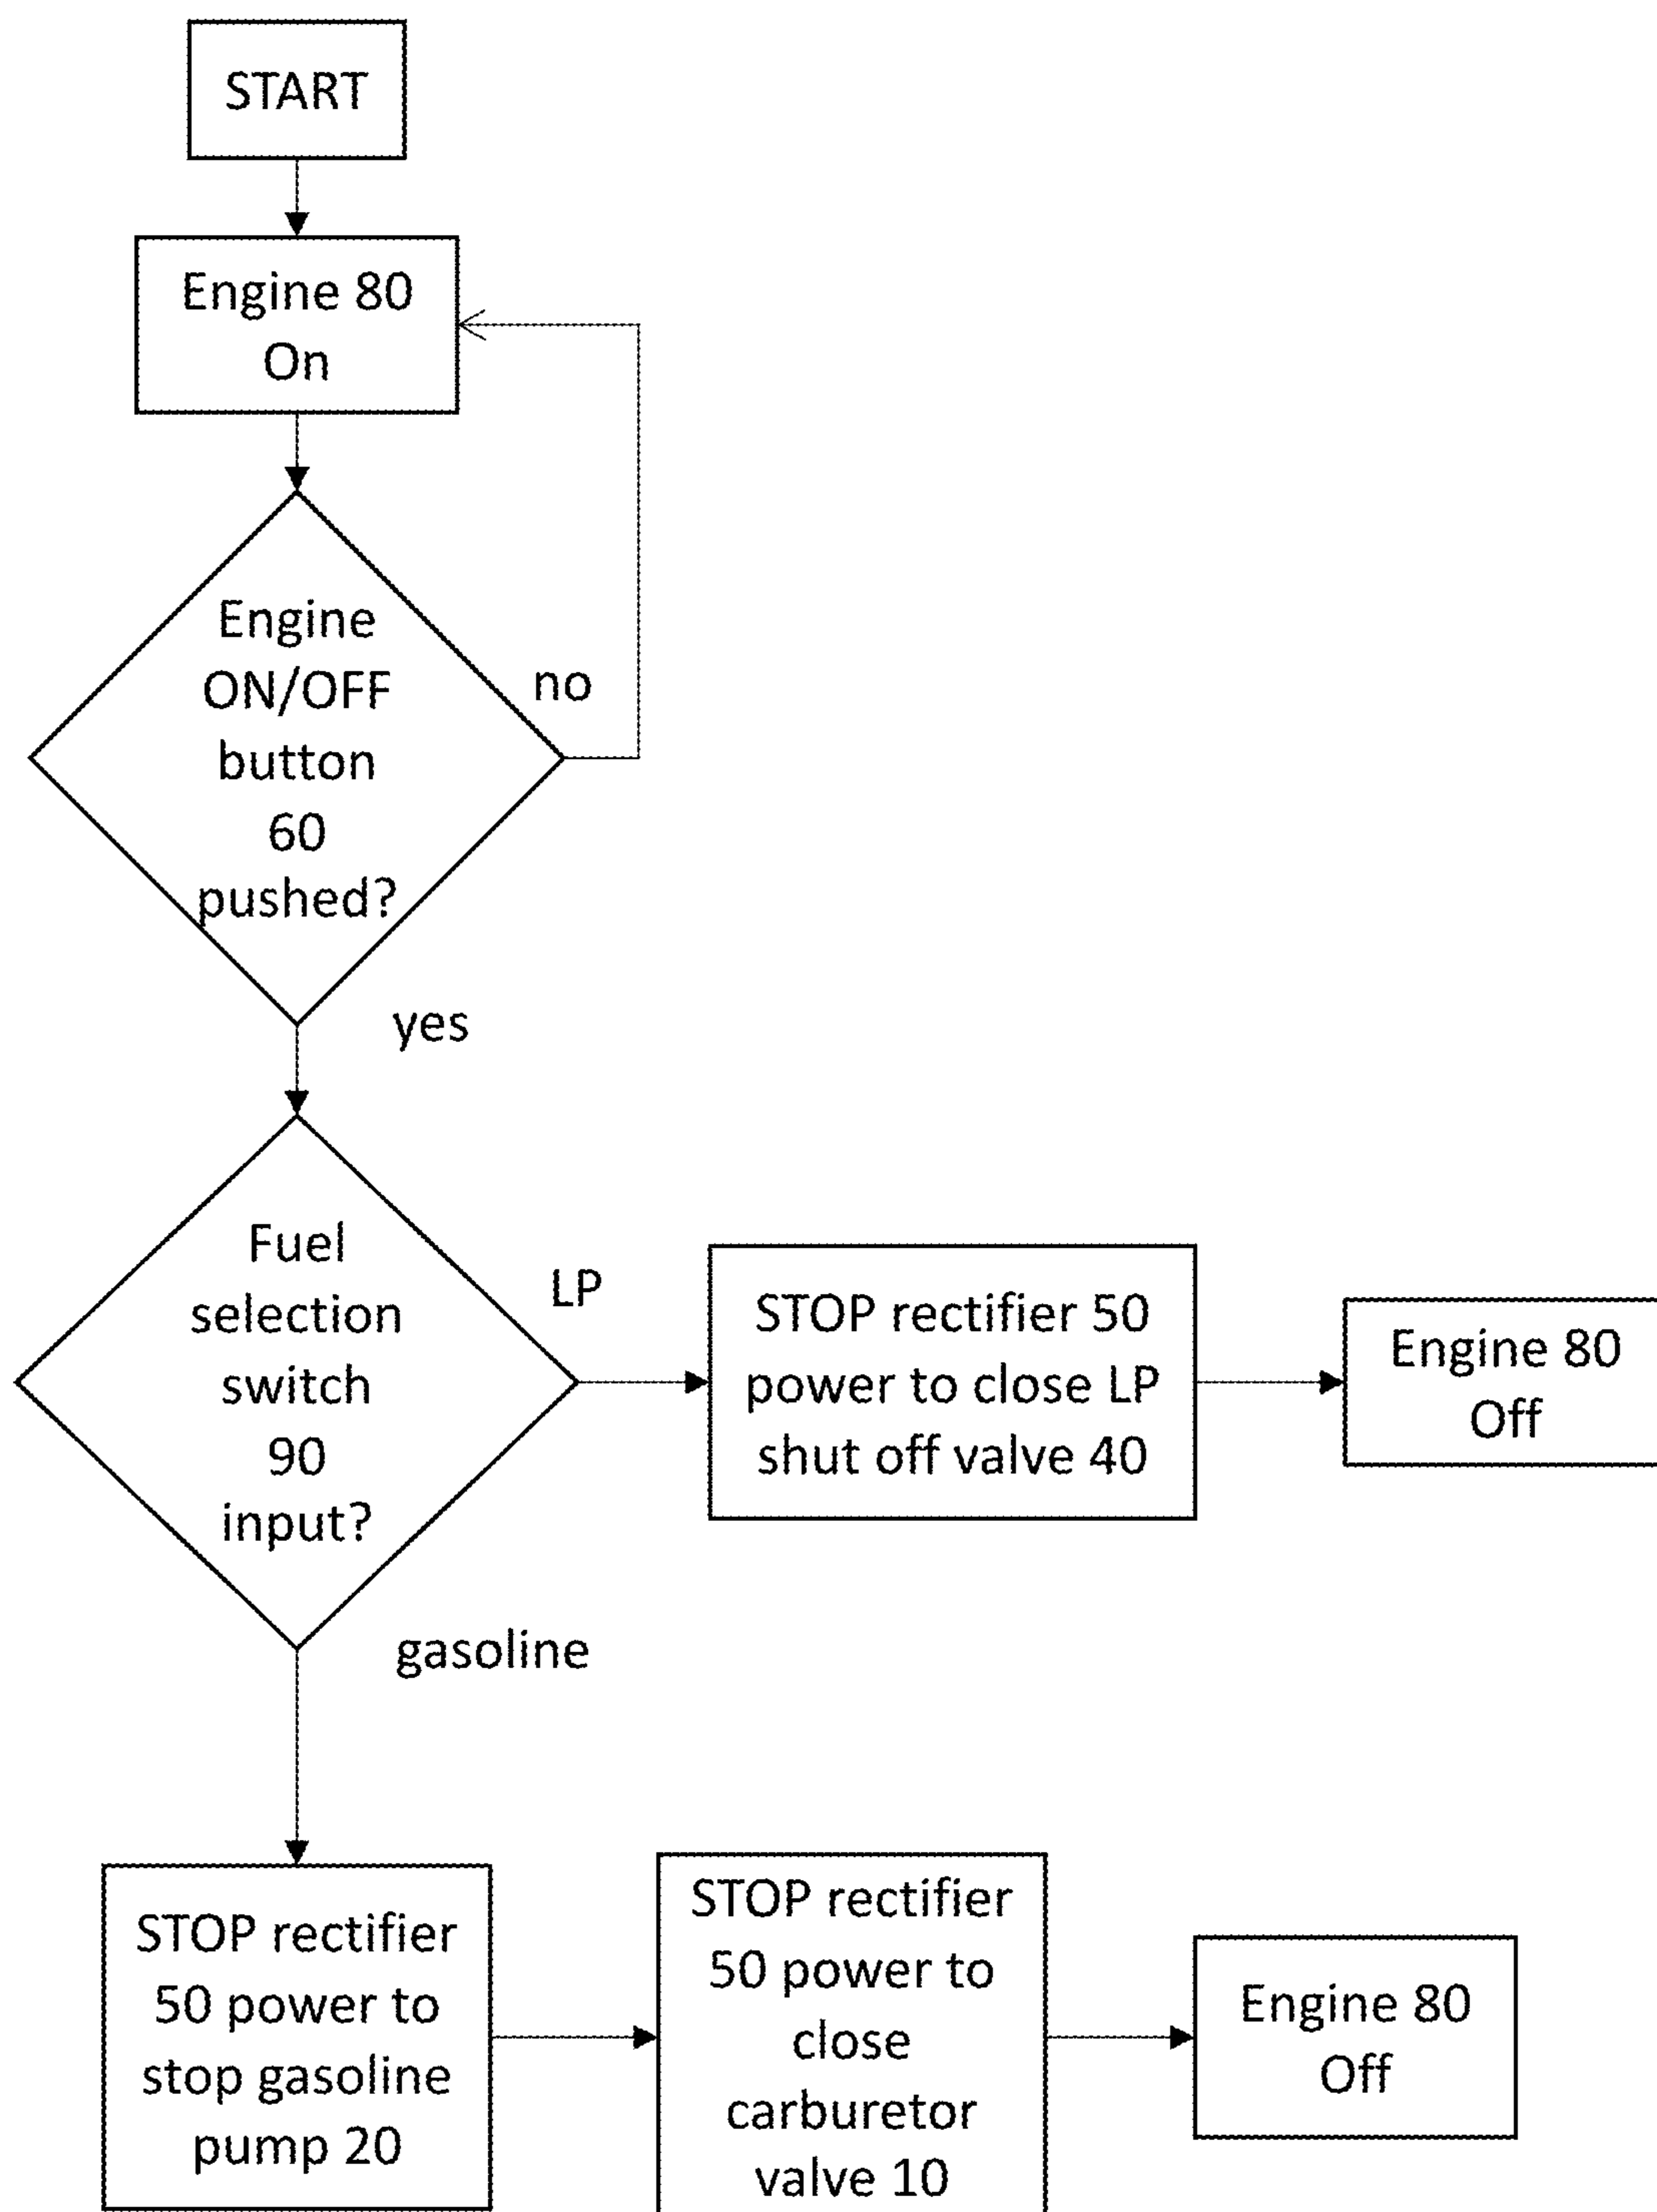 START
Engine 80
On
Engine
ON/OFF
button
60
pushed?
no
yes
Fuel
selection
switch
90
input?
LP
STOP rectifier 50
power to close LP
shut off valve 40
Engine 80
Off
gasoline
STOP rectifier
50 power to
stop gasoline
pump 20
STOP rectifier
50 power to
close
carburetor
valve 10
Engine 80
Off